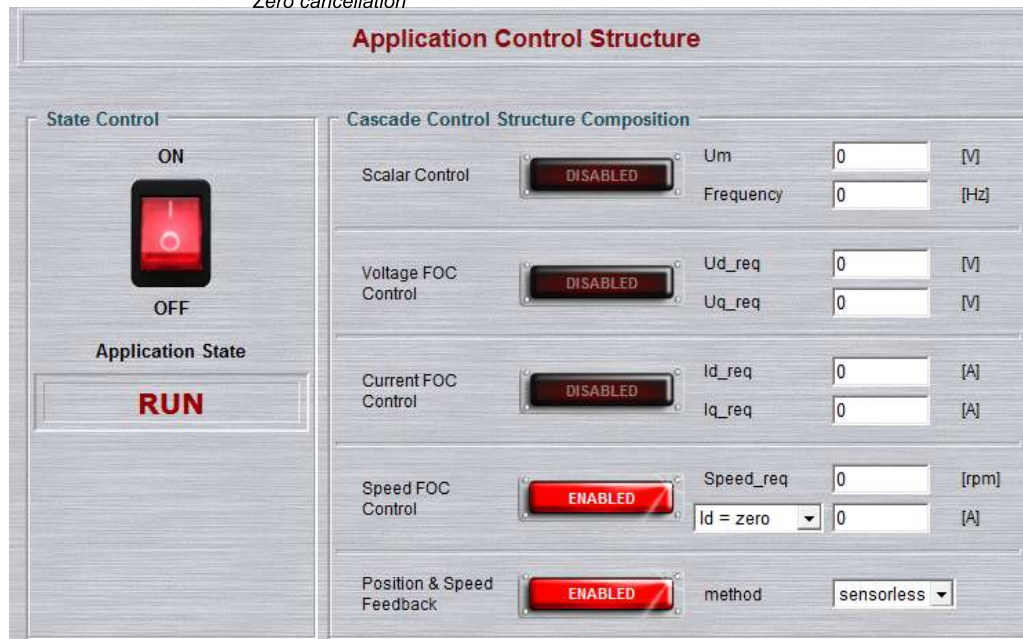 Zero cancellation
Application Control Structure
State Control
ON
OFF
Application State
RUN
Cascade Control Structure Composition
Scalar Control
DISABLED
Um 0 [V]
Frequency 0 [Hz]
Voltage FOC
Control
DISABLED
Ud_req 0 [V]
Uq_req 0 [V]
Current FOC
Control
DISABLED
Id_req 0 [A]
Iq_req 0 [A]
Speed FOC
Control
ENABLED
Speed_req 0 [rpm]
Id = zero 0 [A]
Position & Speed
Feedback
ENABLED
method sensorless